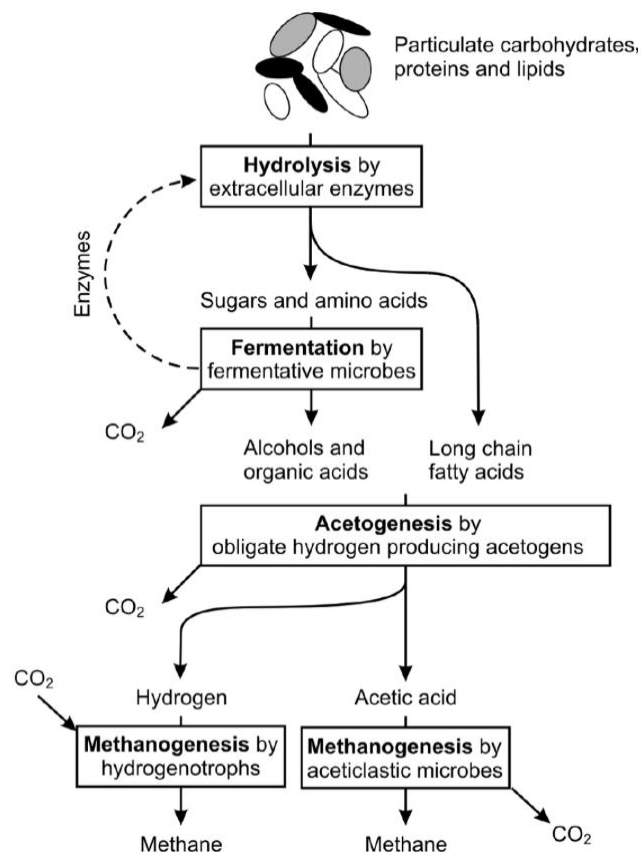 Particulate carbohydrates,
proteins and lipids
Hydrolysis by
extracellular enzymes
Enzymes
Sugars and amino acids
Fermentation by
fermentative microbes
CO₂
Alcohols and
organic acids
Long chain
fatty acids
Acetogenesis by
obligate hydrogen producing acetogens
CO₂
CO₂
Hydrogen
Acetic acid
Methanogenesis by
hydrogenotrophs
Methanogenesis by
aceticlastic microbes
CO₂
Methane
Methane